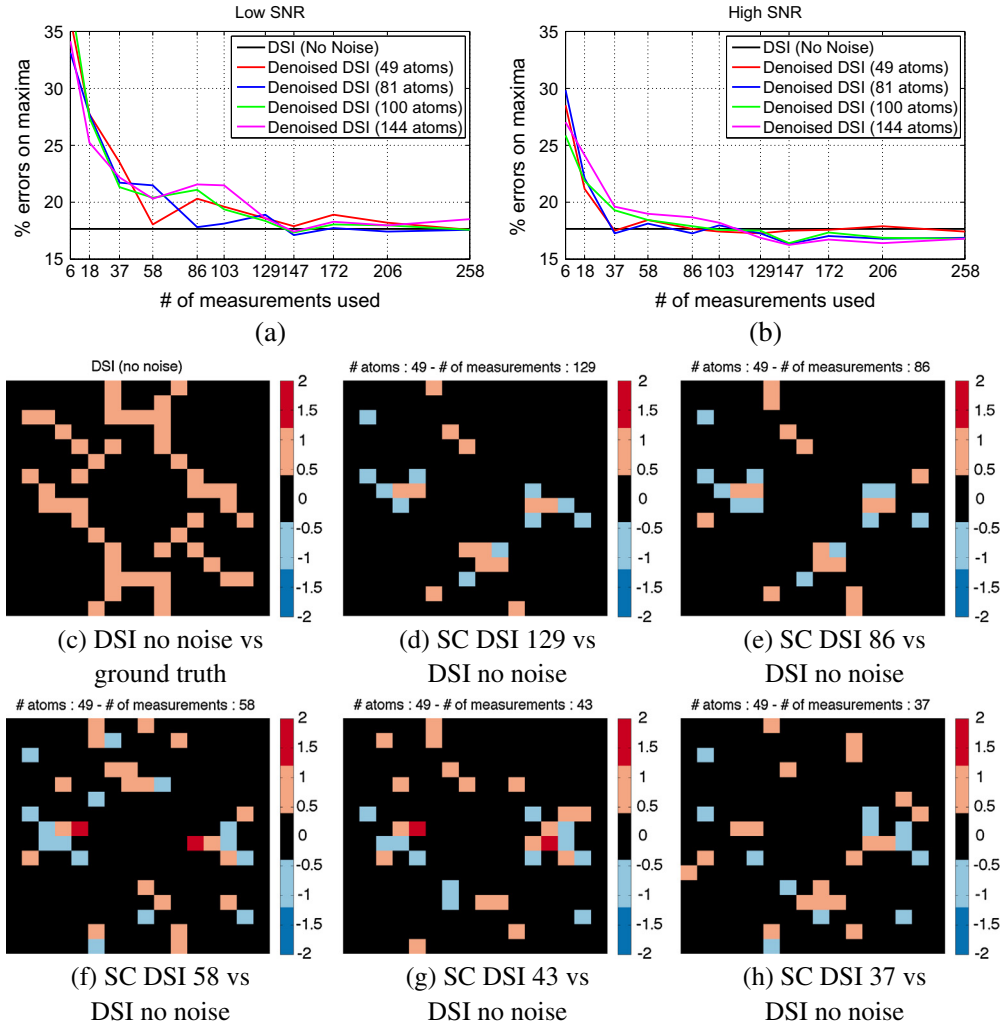 Low SNR
35
30
25
20
15
% errors on maxima
DSI (No Noise)
Denoised DSI (49 atoms)
Denoised DSI (81 atoms)
Denoised DSI (100 atoms)
Denoised DSI (144 atoms)
6 18 37 58 86 103 129 147 172 206 258
# of measurements used
(a)
High SNR
35
30
25
20
15
% errors on maxima
DSI (No Noise)
Denoised DSI (49 atoms)
Denoised DSI (81 atoms)
Denoised DSI (100 atoms)
Denoised DSI (144 atoms)
6 18 37 58 86 103 129 147 172 206 258
# of measurements used
(b)
DSI (no noise)
2
1.5
1
0.5
0
-0.5
-1
-1.5
-2
(c) DSI no noise vs
ground truth
# atoms : 49 - # of measurements : 129
2
1.5
1
0.5
0
-0.5
-1
-1.5
-2
(d) SC DSI 129 vs
DSI no noise
# atoms : 49 - # of measurements : 86
2
1.5
1
0.5
0
-0.5
-1
-1.5
-2
(e) SC DSI 86 vs
DSI no noise
# atoms : 49 - # of measurements : 58
2
1.5
1
0.5
0
-0.5
-1
-1.5
-2
(f) SC DSI 58 vs
DSI no noise
# atoms : 49 - # of measurements : 43
2
1.5
1
0.5
0
-0.5
-1
-1.5
-2
(g) SC DSI 43 vs
DSI no noise
# atoms : 49 - # of measurements : 37
2
1.5
1
0.5
0
-0.5
-1
-1.5
-2
(h) SC DSI 37 vs
DSI no noise